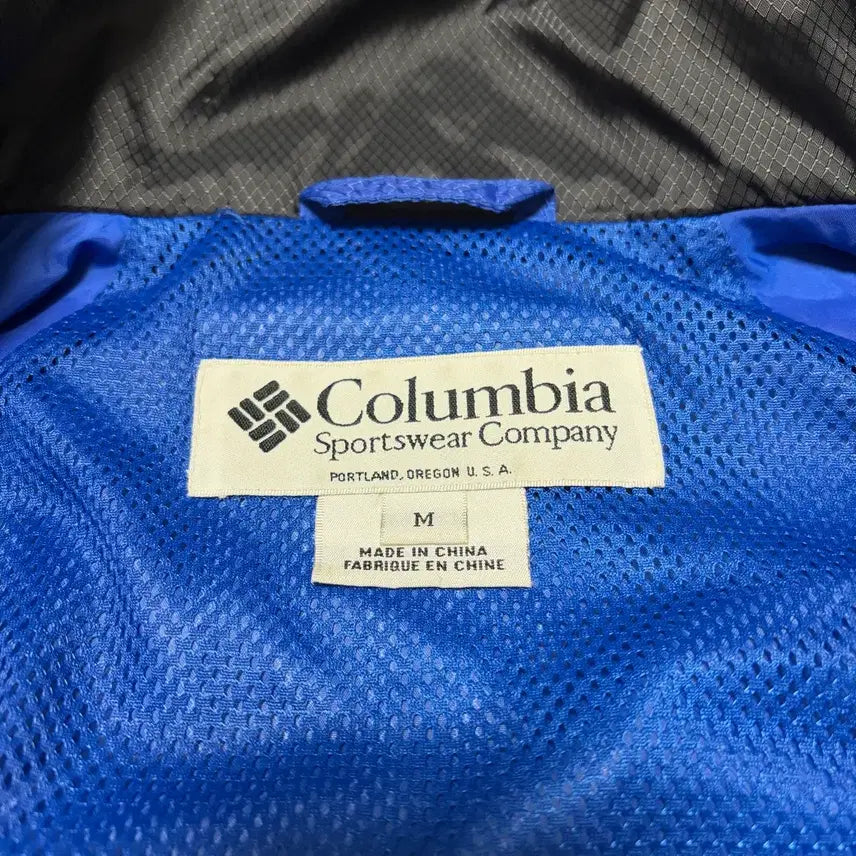 Columbia
Sportswear Company
PORTLAND, OREGON U.S.A.
M
MADE IN CHINA
FABRIQUE EN CHINE